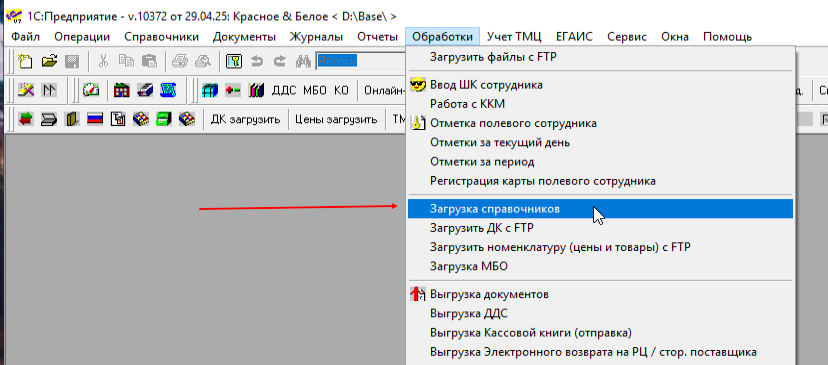 1С:Предприятие - v.10372 от 29.04.25: Красное & Белое < D:\Base\ >
Файл Операции Справочники Документы Журналы Отчеты Обработки Учет ТМЦ ЕГАИС Сервис Окна Помощь
Загрузить файлы с FTP
Ввод ШК сотрудника
ДДС МБО КО Онлайн- д.
Работа с ККМ
Отметка полевого сотрудника
ДК загрузить Цены загрузить ТМ
Отметки за текущий день
Отметки за период
Регистрация карты полевого сотрудника
Загрузка справочников
Загрузить ДК с FTP
Загрузить номенклатуру (цены и товары) с FTP
Загрузка МБО
Выгрузка документов
Выгрузка ДДС
Выгрузка Кассовой книги (отправка)
Выгрузка Электронного возврата на РЦ / стор. поставщика